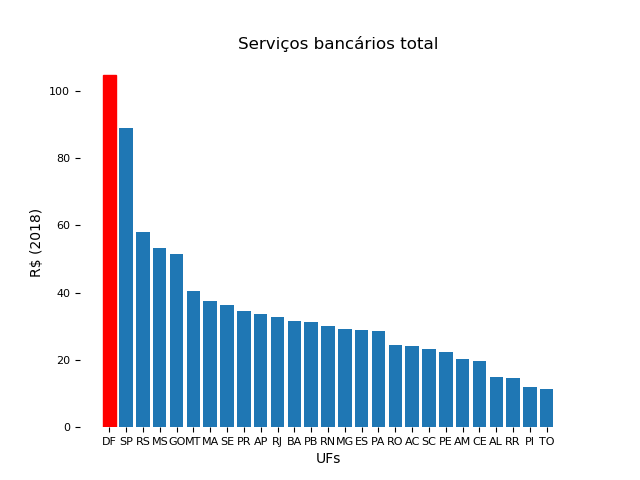 Serviços bancários total
R$ (2018)
100
80
60
40
20
0
DF SP RS MS GO MT MA SE PR AP RJ BA PB RN MG ES PA RO AC SC PE AM CE AL RR PI TO
UFs